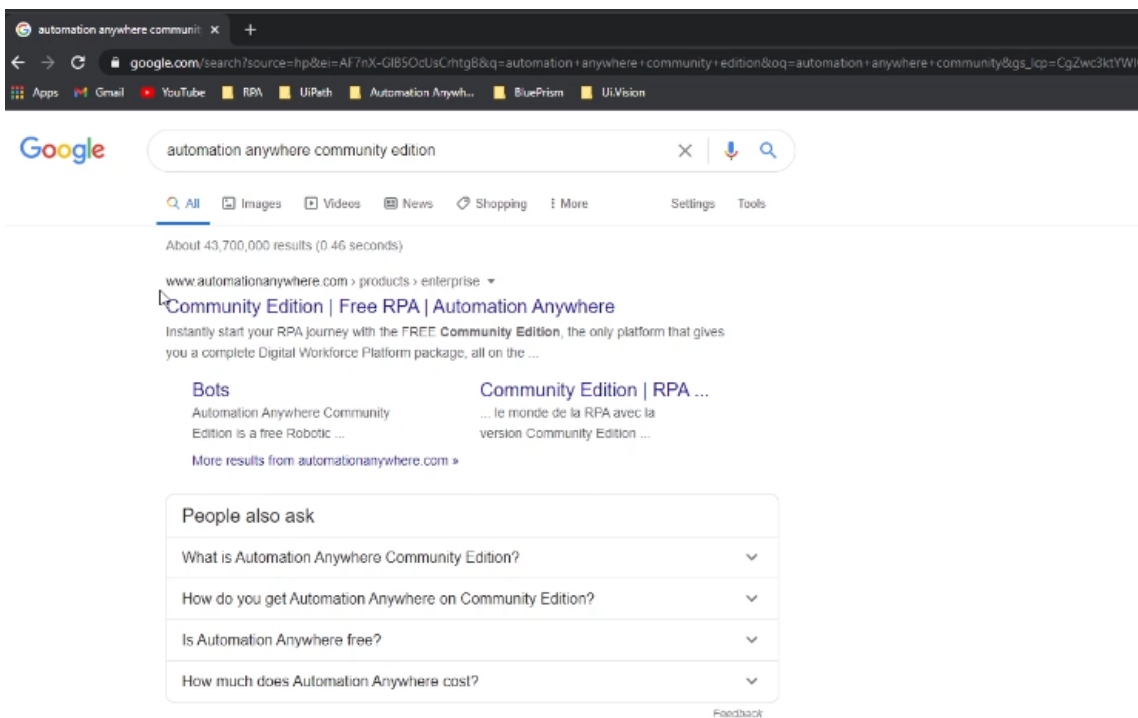 automation anywhere communit
google.com/search?source=hp&ei=AF7nX-GIB5OcUsCrhtgB&q=automation+anywhere+community+edition&oq=automation+anywhere+community&gs_lcp=CgZwc3ktYWI
Apps Gmail YouTube RPA UiPath Automation Anywh... BluePrism Ui.Vision
Google automation anywhere community edition
All Images Videos News Shopping More Settings Tools
About 43,700,000 results (0.46 seconds)
www.automationanywhere.com › products › enterprise
Community Edition | Free RPA | Automation Anywhere
Instantly start your RPA journey with the FREE Community Edition, the only platform that gives
you a complete Digital Workforce Platform package, all on the ...
Bots Community Edition | RPA ...
Automation Anywhere Community ... le monde de la RPA avec la
Edition is a free Robotic ... version Community Edition ...
More results from automationanywhere.com »
People also ask
What is Automation Anywhere Community Edition?
How do you get Automation Anywhere on Community Edition?
Is Automation Anywhere free?
How much does Automation Anywhere cost?
Feedback